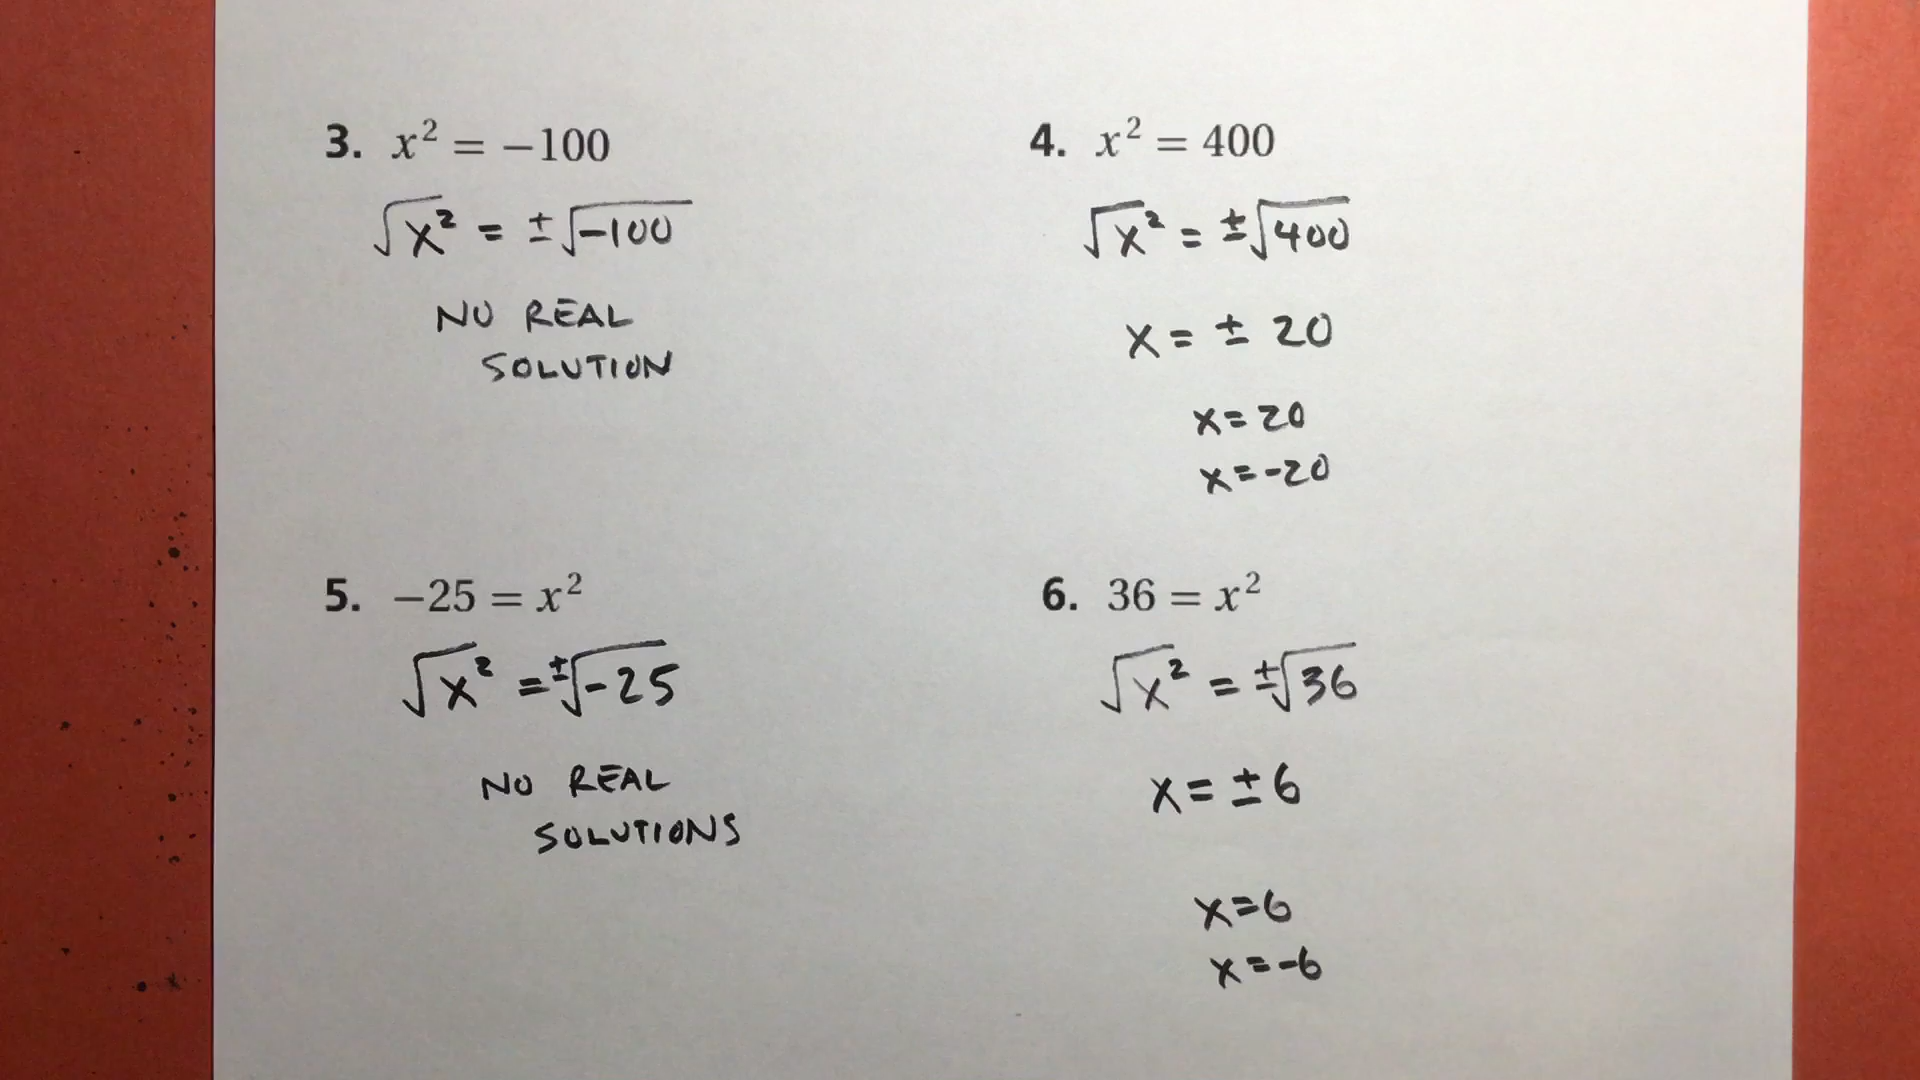 3. x² = −100
√x² = ±√-100
NO REAL
SOLUTION
4. x² = 400
√x² = ±√400
x = ± 20
x=20
x=-20
5. −25 = x²
√x² = ±√-25
NO REAL
SOLUTIONS
6. 36 = x²
√x² = ±√36
x = ±6
x=6
x=-6